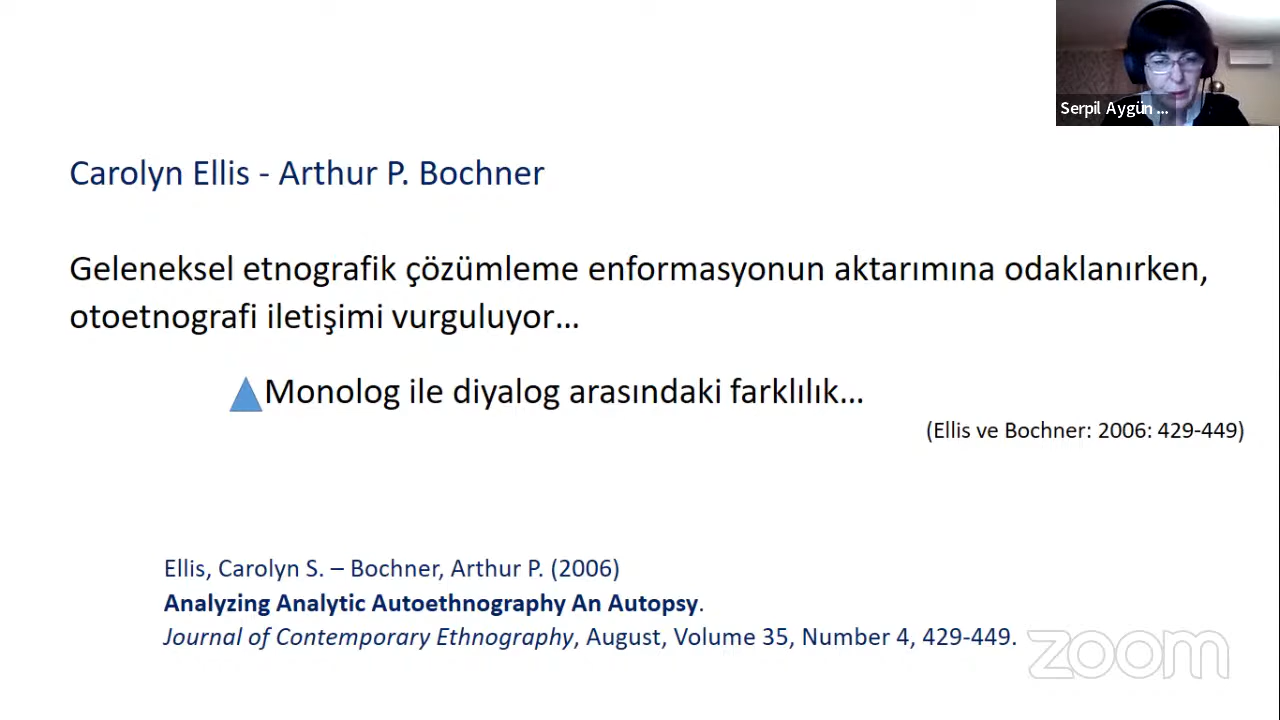 Serpil Aygün ...
Carolyn Ellis - Arthur P. Bochner
Geleneksel etnografik çözümleme enformasyonun aktarımına odaklanırken,
otoetnografi iletişimi vurguluyor...
Monolog ile diyalog arasındaki farklılık...
(Ellis ve Bochner: 2006: 429-449)
Ellis, Carolyn S. – Bochner, Arthur P. (2006)
Analyzing Analytic Autoethnography An Autopsy.
Journal of Contemporary Ethnography, August, Volume 35, Number 4, 429-449.
zoom